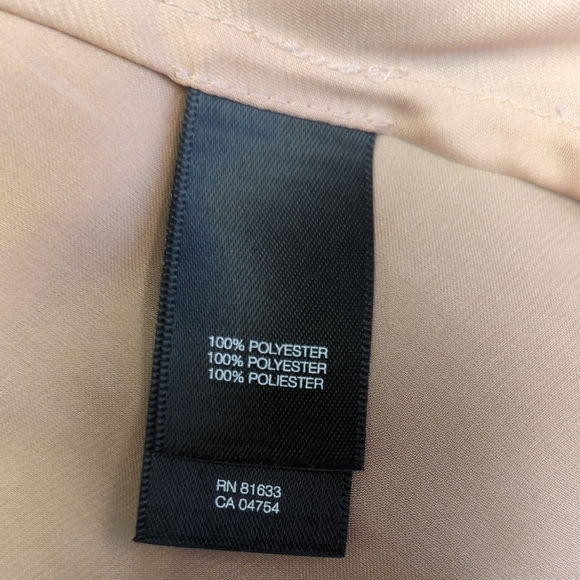 100% POLYESTER
100% POLYESTER
100% POLIESTER
RN 81633
CA 04754